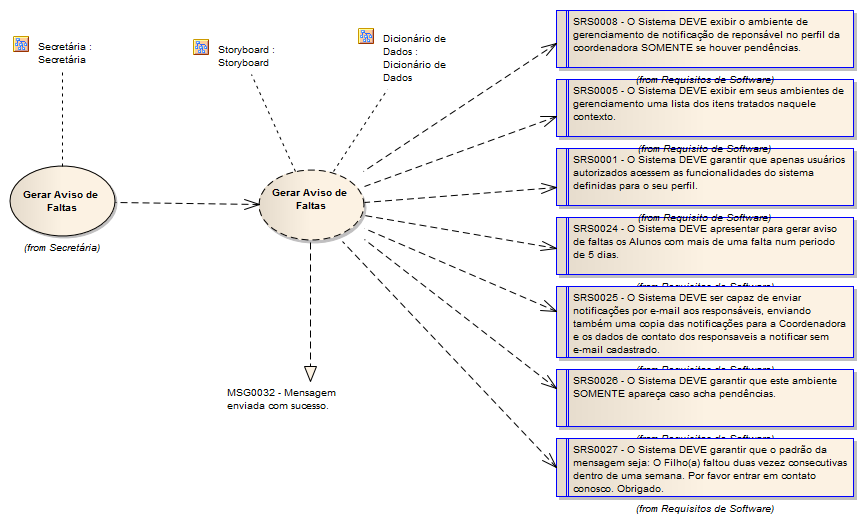 Secretária :
Secretária
Storyboard :
Storyboard
Dicionário de
Dados :
Dicionário de
Dados
Gerar Aviso de
Faltas
(from Secretária)
Gerar Aviso de
Faltas
MSG0032 - Mensagem
enviada com sucesso.
SRS0008 - O Sistema DEVE exibir o ambiente de
gerenciamento de notificação de reponsável no perfil da
coordenadora SOMENTE se houver pendências.
(from Requisitos de Software)
SRS0005 - O Sistema DEVE exibir em seus ambientes de
gerenciamento uma lista dos itens tratados naquele
contexto.
(from Requisito de Software)
SRS0001 - O Sistema DEVE garantir que apenas usuários
autorizados acessem as funcionalidades do sistema
definidas para o seu perfil.
(from Requisito de Software)
SRS0024 - O Sistema DEVE apresentar para gerar aviso
de faltas os Alunos com mais de uma falta num periodo
de 5 dias.
(from Requisitos de Software)
SRS0025 - O Sistema DEVE ser capaz de enviar
notificações por e-mail aos responsáveis, enviando
também uma copia das notificações para a Coordenadora
e os dados de contato dos responsaveis a notificar sem
e-mail cadastrado.
(from Requisitos de Software)
SRS0026 - O Sistema DEVE garantir que este ambiente
SOMENTE apareça caso acha pendências.
(from Requisitos de Software)
SRS0027 - O Sistema DEVE garantir que o padrão da
mensagem seja: O Filho(a) faltou duas vezez consecutivas
dentro de uma semana. Por favor entrar em contato
conosco. Obrigado.
(from Requisitos de Software)